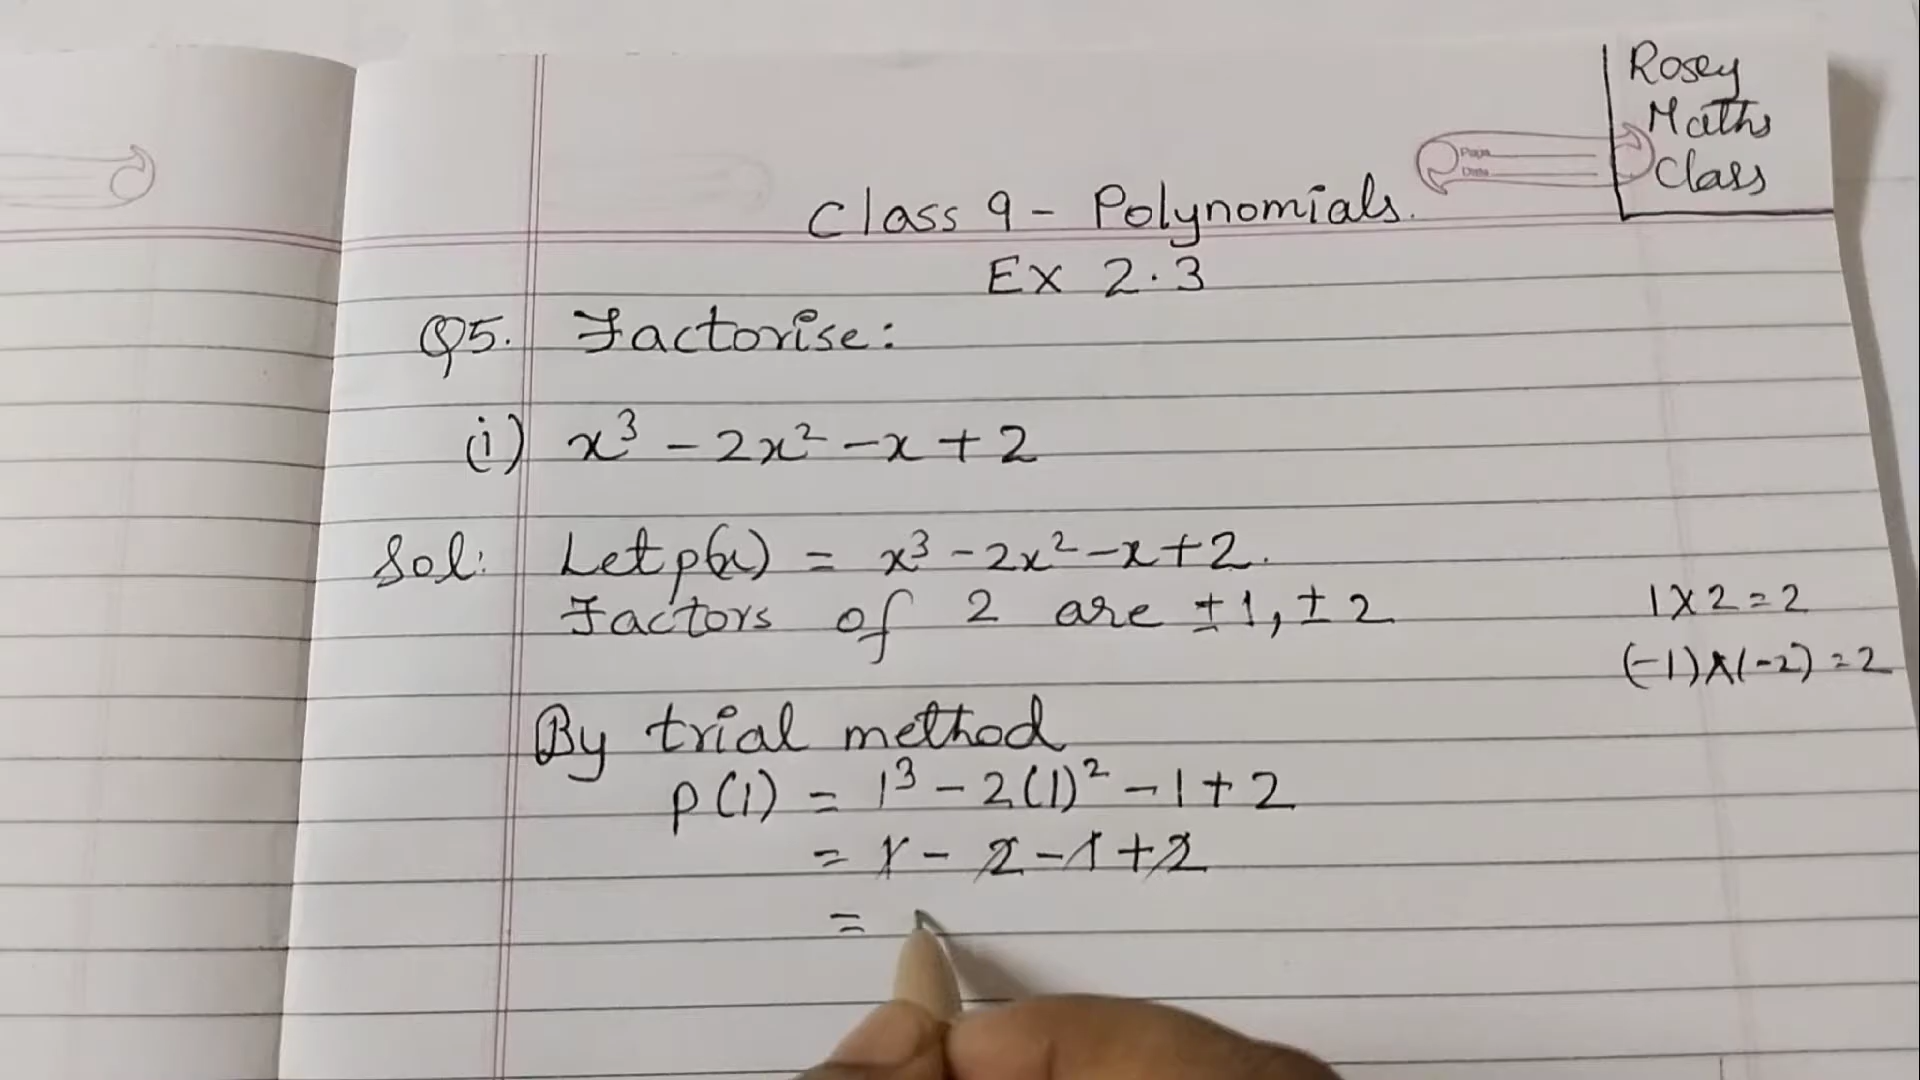 Rosey
Maths
Class
Page
Date
Class 9 - Polynomials.
Ex 2.3
Q5. Factorise:
(i) x³ - 2x² - x + 2
Sol: Let p(x) = x³ - 2x² - x + 2.
Factors of 2 are ±1, ±2
1 X 2 = 2
(-1) X (-2) = 2
By trial method
p(1) = 1³ - 2(1)² - 1 + 2
= 1 - 2 - 1 + 2
=